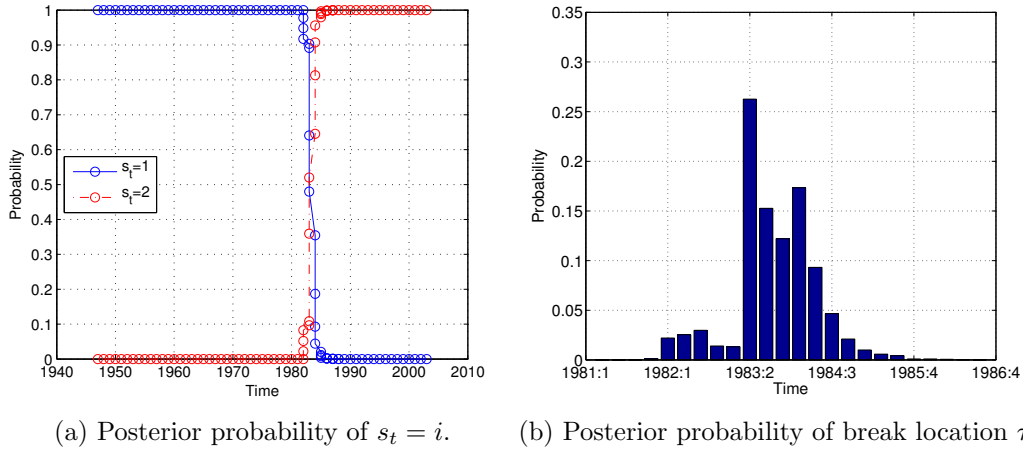 1
0.9
0.8
0.7
0.6
0.5
0.4
0.3
0.2
0.1
0
Probability
s_t=1
s_t=2
1940 1950 1960 1970 1980 1990 2000 2010
Time
(a) Posterior probability of s_t = i.
0.35
0.3
0.25
0.2
0.15
0.1
0.05
0
Probability
1981:1 1982:1 1983:2 1984:3 1985:4 1986:4
Time
(b) Posterior probability of break location τ